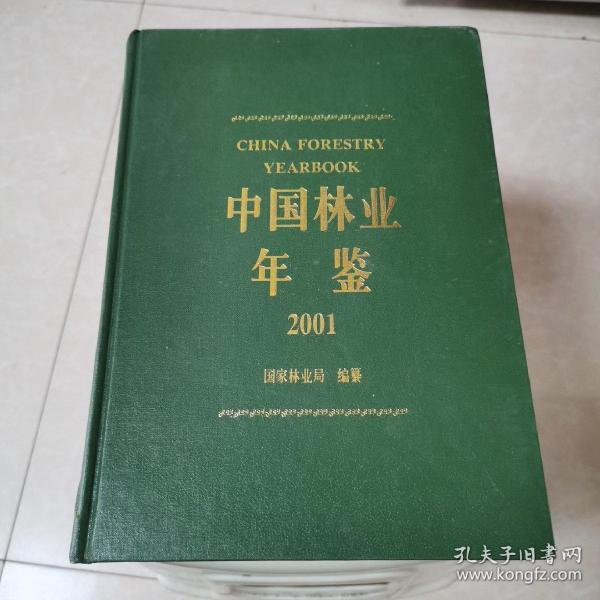 CHINA FORESTRY
YEARBOOK
中国林业
年鉴
2001
国家林业局 编纂
孔夫子旧书网
www.kongfz.com